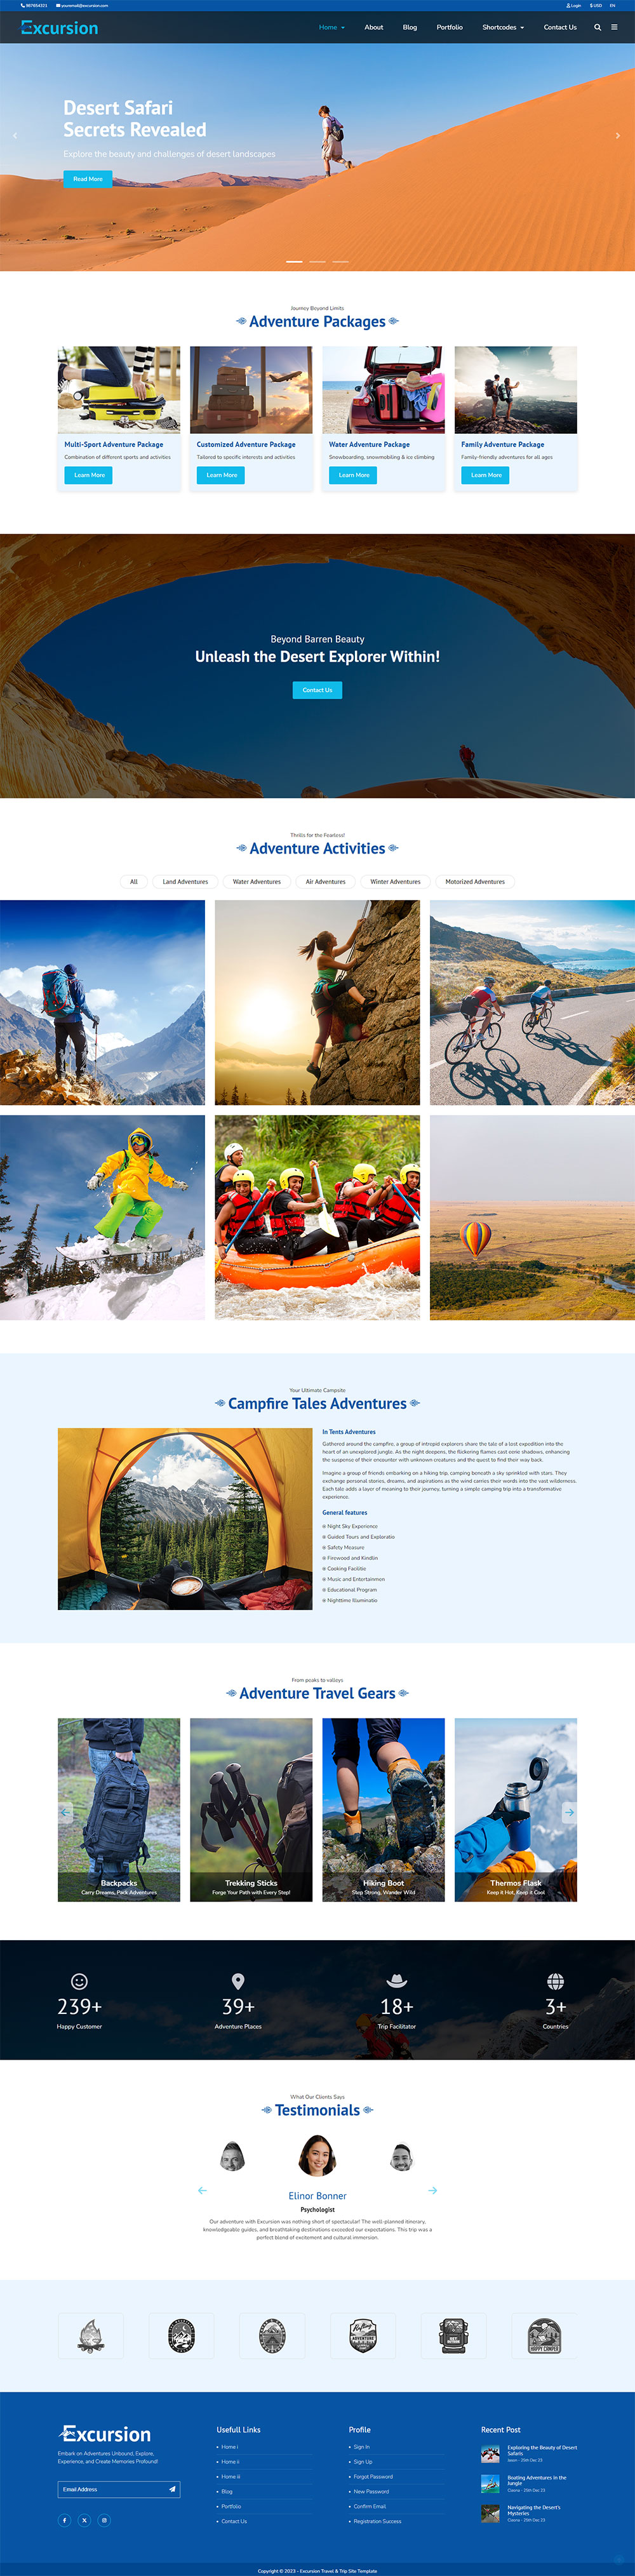 987654321 youremail@excursion.com Login $ USD EN
Excursion Home About Blog Portfolio Shortcodes Contact Us
Desert Safari
Secrets Revealed
Explore the beauty and challenges of desert landscapes
Read More
Journey Beyond Limits
Adventure Packages
Multi-Sport Adventure Package
Combination of different sports and activities
Learn More
Customized Adventure Package
Tailored to specific interests and activities
Learn More
Water Adventure Package
Snowboarding, snowmobiling & ice climbing
Learn More
Family Adventure Package
Family-friendly adventures for all ages
Learn More
Beyond Barren Beauty
Unleash the Desert Explorer Within!
Contact Us
Thrills for the Fearless!
Adventure Activities
All Land Adventures Water Adventures Air Adventures Winter Adventures Motorized Adventures
Your Ultimate Campsite
Campfire Tales Adventures
In Tents Adventures
Gathered around the campfire, a group of intrepid explorers share the tale of a lost expedition into the
heart of an unexplored jungle. As the night deepens, the flickering flames cast eerie shadows, enhancing
the suspense of their encounter with unknown creatures and the quest to find their way back.
Imagine a group of friends embarking on a hiking trip, camping beneath a sky sprinkled with stars. They
exchange personal stories, dreams, and aspirations as the wind carries their words into the vast wilderness.
Each tale adds a layer of meaning to their journey, turning a simple camping trip into a transformative
experience.
General features
Night Sky Experience
Guided Tours and Exploratio
Safety Measure
Firewood and Kindlin
Cooking Facilitie
Music and Entertainmen
Educational Program
Nighttime Illuminatio
From peaks to valleys
Adventure Travel Gears
Backpacks
Carry Dreams, Pack Adventures
Trekking Sticks
Forge Your Path with Every Step!
Hiking Boot
Step Strong, Wander Wild
Thermos Flask
Keep it Hot, Keep it Cool
239+
Happy Customer
39+
Adventure Places
18+
Trip Facilitator
3+
Countries
What Our Clients Says
Testimonials
Elinor Bonner
Psychologist
Our adventure with Excursion was nothing short of spectacular! The well-planned itinerary,
knowledgeable guides, and breathtaking destinations exceeded our expectations. This trip was a
perfect blend of excitement and cultural immersion.
Rafting
ADVENTURE
HAPPY CAMPER
Excursion
Embark on Adventures Unbound, Explore,
Experience, and Create Memories Profound!
Email Address
Usefull Links
Home i
Home ii
Home iii
Blog
Portfolio
Contact Us
Profile
Sign In
Sign Up
Forgot Password
New Password
Confirm Email
Registration Success
Recent Post
Exploring the Beauty of Desert
Safaris
25th Dec 23
Boating Adventures in the
Jungle
25th Dec 23
Navigating the Desert's
Mysteries
25th Dec 23
Copyright © 2023 - Excursion Travel & Trip Site Template